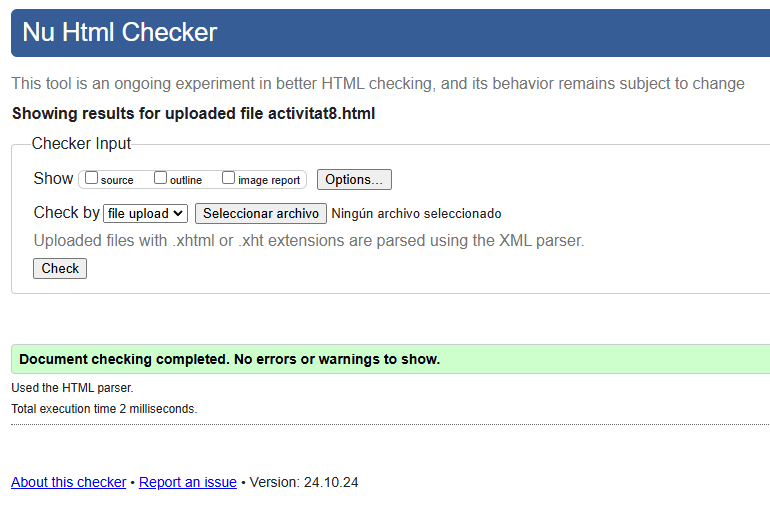 Nu Html Checker
This tool is an ongoing experiment in better HTML checking, and its behavior remains subject to change
Showing results for uploaded file activitat8.html
Checker Input
Show source outline image report Options...
Check by file upload Seleccionar archivo Ningún archivo seleccionado
Uploaded files with .xhtml or .xht extensions are parsed using the XML parser.
Check
Document checking completed. No errors or warnings to show.
Used the HTML parser.
Total execution time 2 milliseconds.
About this checker • Report an issue • Version: 24.10.24